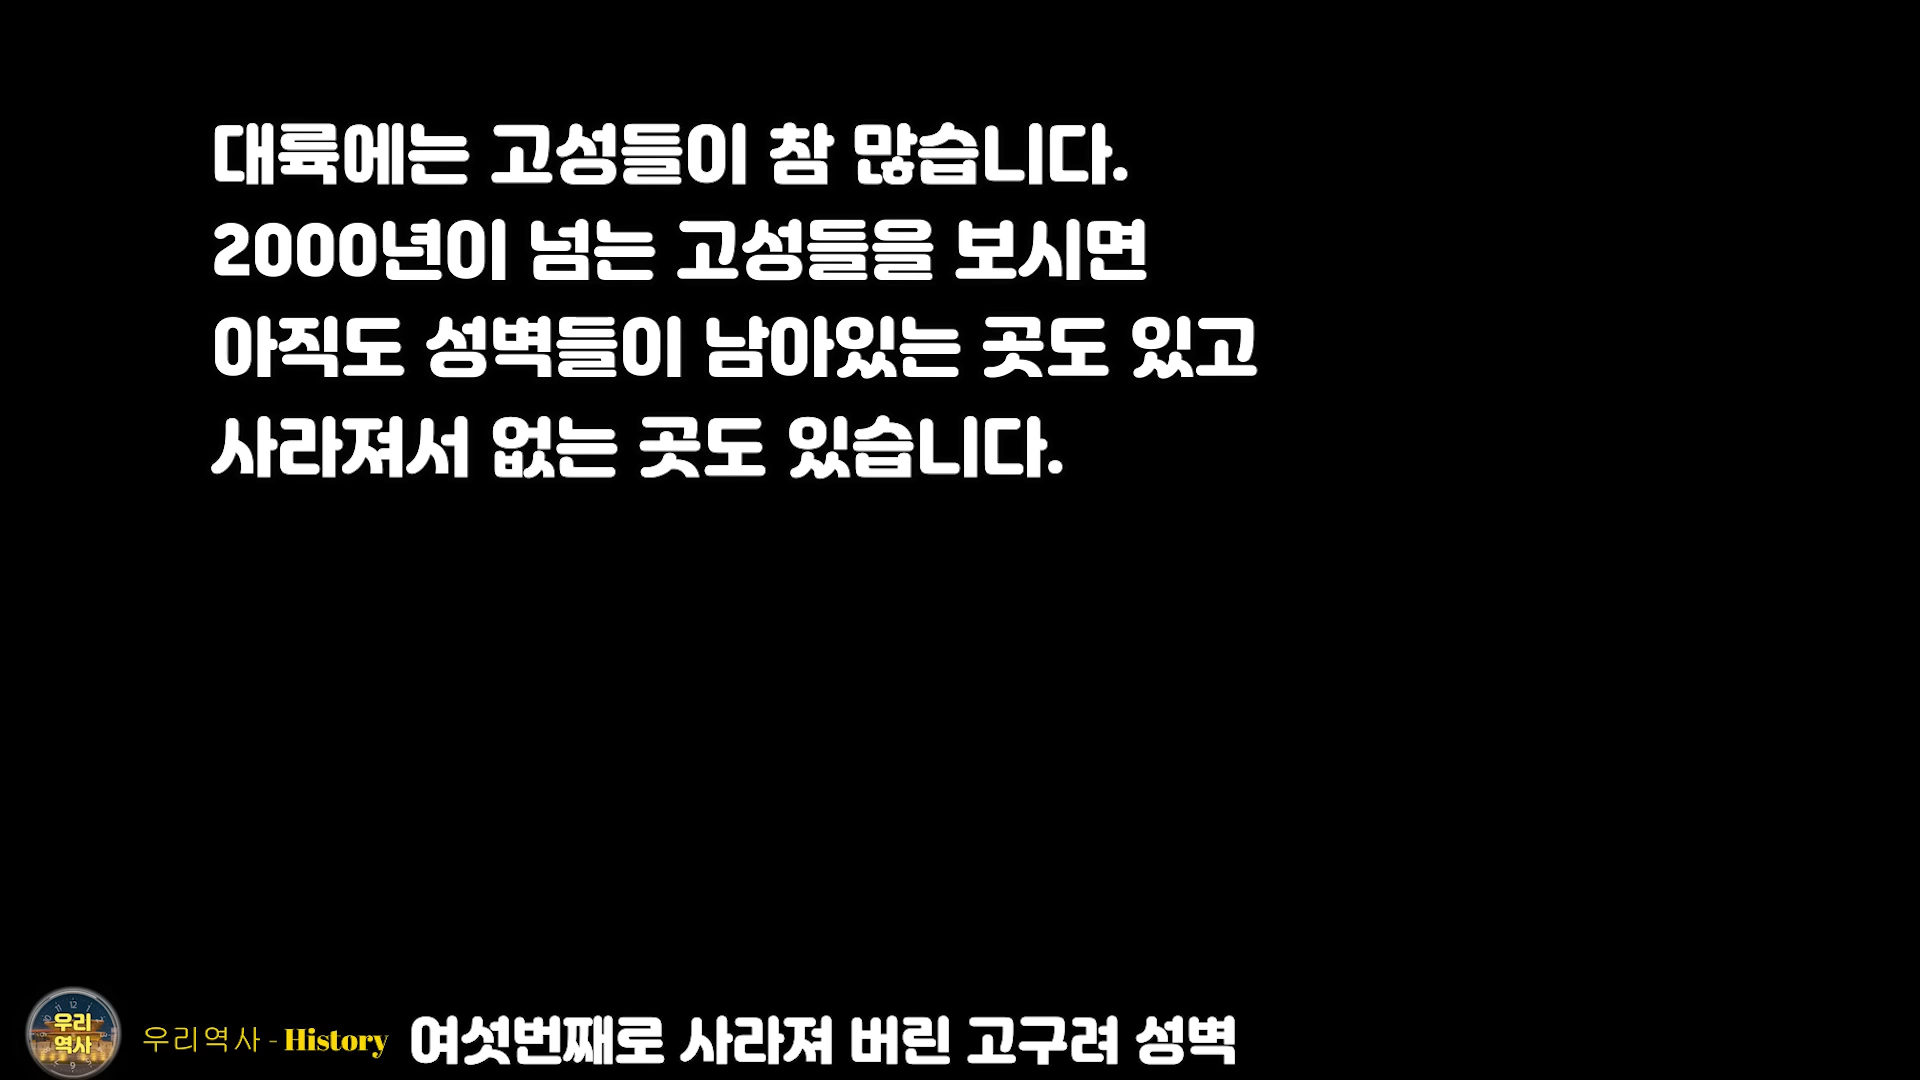 대륙에는 고성들이 참 많습니다.
2000년이 넘는 고성들을 보시면
아직도 성벽들이 남아있는 곳도 있고
사라져서 없는 곳도 있습니다.
우리
역사
우리역사 - History 여섯번째로 사라져 버린 고구려 성벽